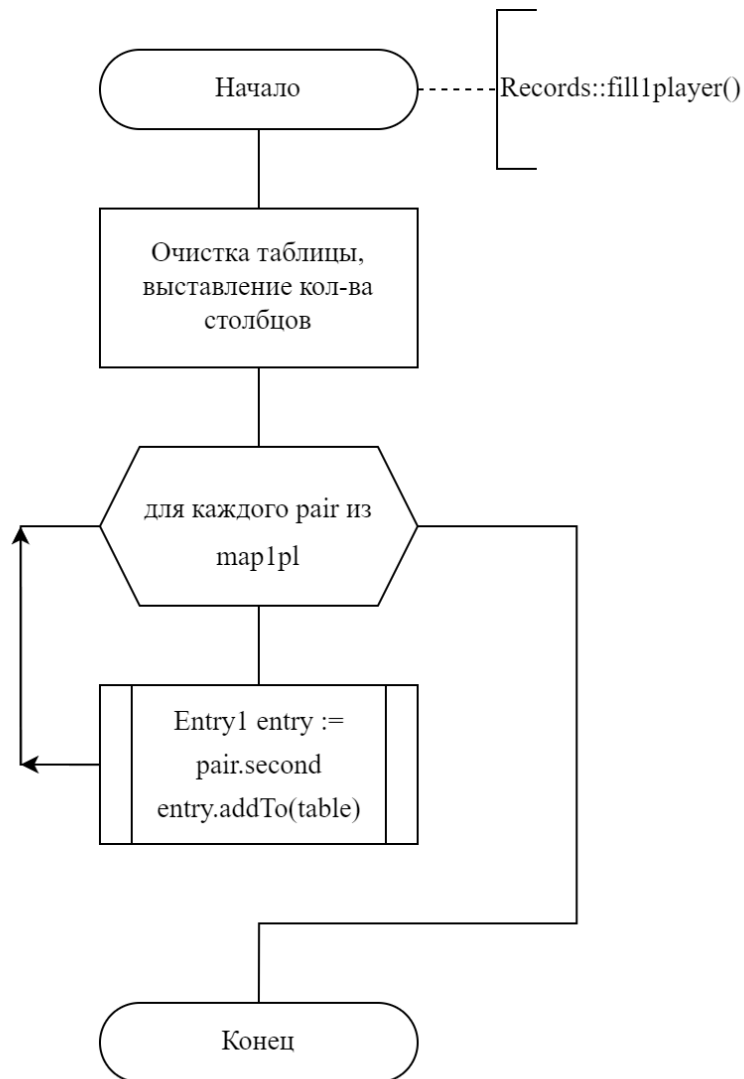 Начало
Records::fill1player()
Очистка таблицы,
выставление кол-ва
столбцов
для каждого pair из
map1pl
Entry1 entry :=
pair.second
entry.addTo(table)
Конец